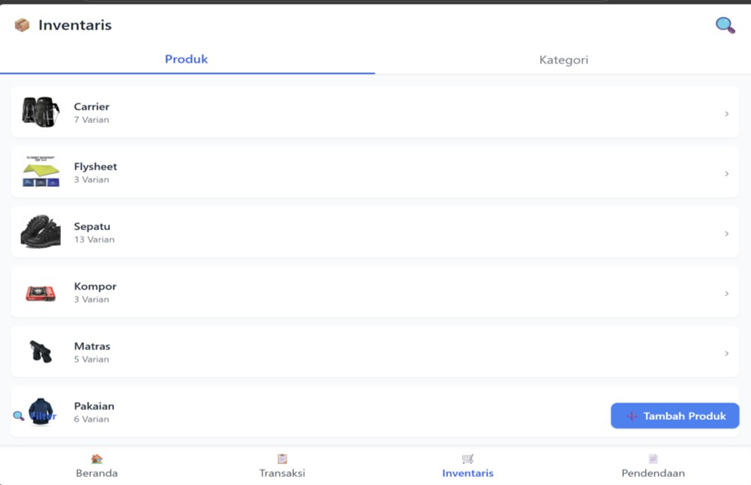 Inventaris
Produk
Kategori
Carrier
7 Varian
Flysheet
3 Varian
Sepatu
13 Varian
Kompor
3 Varian
Matras
5 Varian
Pakaian
6 Varian
Filter
Tambah Produk
Beranda
Transaksi
Inventaris
Pendendaan